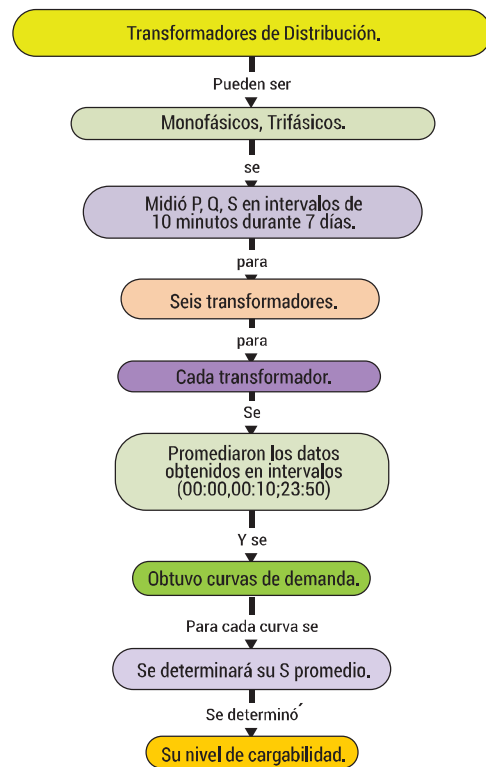 Transformadores de Distribución.
Pueden ser
Monofásicos, Trifásicos.
se
Midió P, Q, S en intervalos de
10 minutos durante 7 días.
para
Seis transformadores.
para
Cada transformador.
Se
Promediaron los datos
obtenidos en intervalos
(00:00,00:10;23:50)
Y se
Obtuvo curvas de demanda.
Para cada curva se
Se determinará su S promedio.
Se determinó´
Su nivel de cargabilidad.